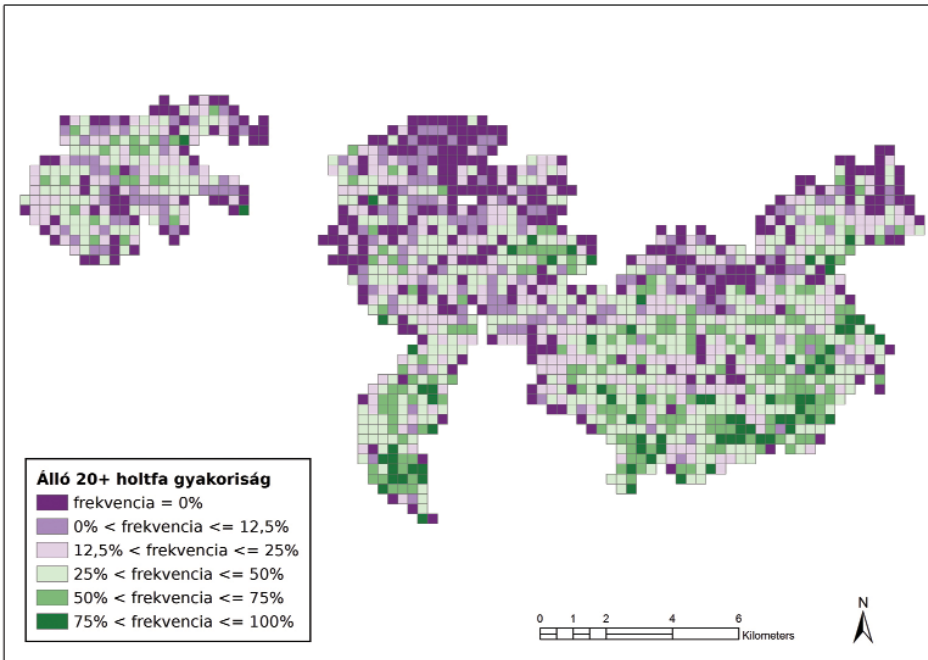 Álló 20+ holtfa gyakoriság
frekvencia = 0%
0% < frekvencia <= 12,5%
12,5% < frekvencia <= 25%
25% < frekvencia <= 50%
50% < frekvencia <= 75%
75% < frekvencia <= 100%
0 1 2 4 6
Kilometers
N